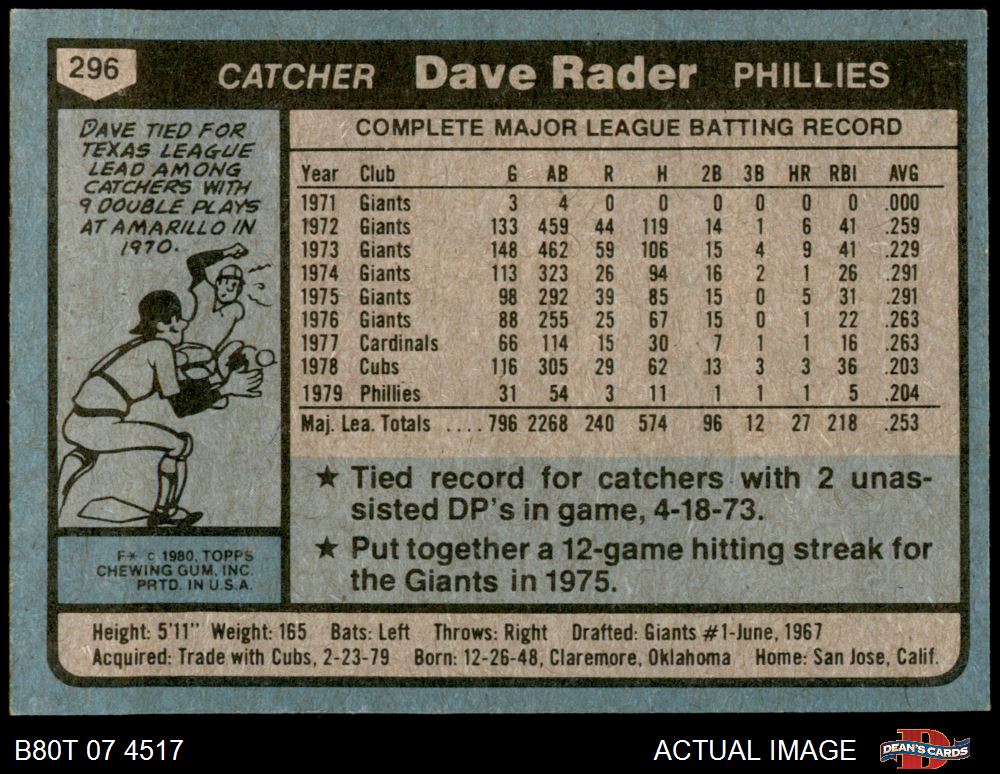 296 CATCHER Dave Rader PHILLIES
DAVE TIED FOR
TEXAS LEAGUE
LEAD AMONG
CATCHERS WITH
9 DOUBLE PLAYS
AT AMARILLO IN
1970.
F* © 1980, TOPPS
CHEWING GUM, INC.
PRTD. IN U.S.A.
COMPLETE MAJOR LEAGUE BATTING RECORD
Year Club G AB R H 2B 3B HR RBI AVG
1971 Giants 3 4 0 0 0 0 0 0 .000
1972 Giants 133 459 44 119 14 1 6 41 .259
1973 Giants 148 462 59 106 15 4 9 41 .229
1974 Giants 113 323 26 94 16 2 1 26 .291
1975 Giants 98 292 39 85 15 0 5 31 .291
1976 Giants 88 255 25 67 15 0 1 22 .263
1977 Cardinals 66 114 15 30 7 1 1 16 .263
1978 Cubs 116 305 29 62 13 3 3 36 .203
1979 Phillies 31 54 3 11 1 1 1 5 .204
Maj. Lea. Totals .... 796 2268 240 574 96 12 27 218 .253
★ Tied record for catchers with 2 unas-
sisted DP's in game, 4-18-73.
★ Put together a 12-game hitting streak for
the Giants in 1975.
Height: 5'11" Weight: 165 Bats: Left Throws: Right Drafted: Giants #1-June, 1967
Acquired: Trade with Cubs, 2-23-79 Born: 12-26-48, Claremore, Oklahoma Home: San Jose, Calif.
B80T 07 4517 ACTUAL IMAGE DEAN'S CARDS